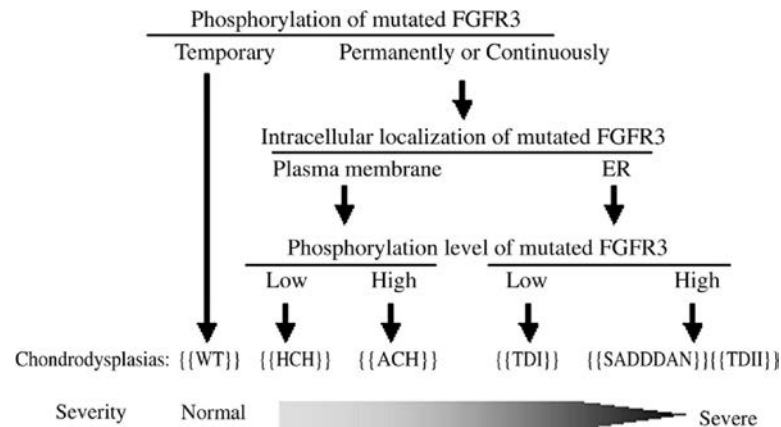 Phosphorylation of mutated FGFR3
Temporary Permanently or Continuously
Intracellular localization of mutated FGFR3
Plasma membrane ER
Phosphorylation level of mutated FGFR3
Low High Low High
Chondrodysplasias: {{WT}} {{HCH}} {{ACH}} {{TDI}} {{SADDDAN}}{{TDII}}
Severity Normal Severe